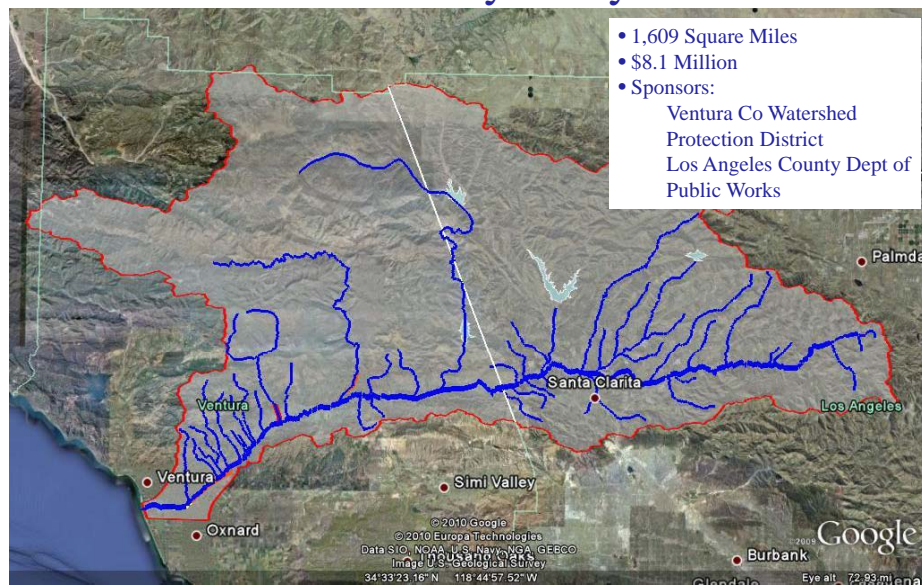 • 1,609 Square Miles
• $8.1 Million
• Sponsors:
Ventura Co Watershed
Protection District
Los Angeles County Dept of
Public Works
Palmda
Santa Clarita
Ventura
Los Angeles
Ventura
Simi Valley
Oxnard
© 2010 Google
© 2010 Europa Technologies
Data SIO, NOAA, U.S. Navy, NGA, GEBCO
Image U.S. Geological Survey
Thousand Oaks
©2009 Google
Burbank
Glendale
34°33'23.16" N 118°44'57.52" W
Eye alt 72.93 mi